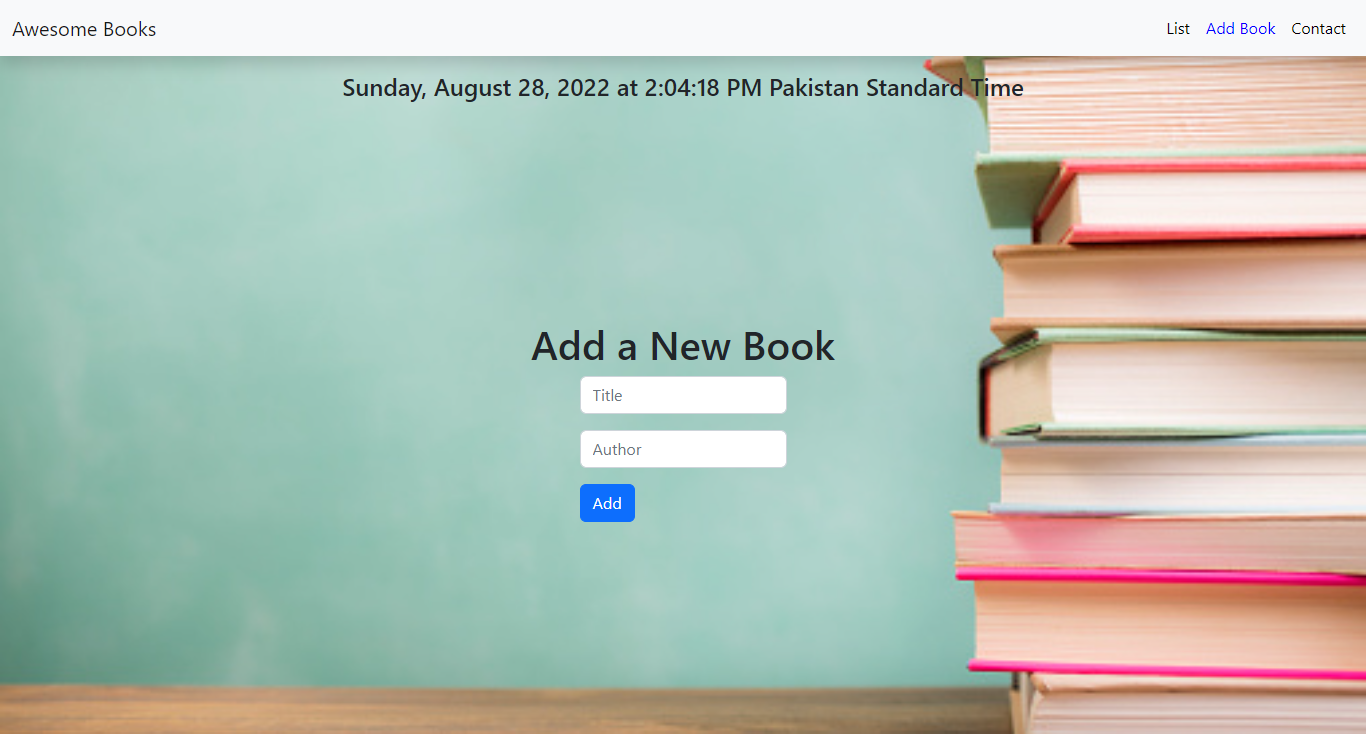 Awesome Books
List Add Book Contact
Sunday, August 28, 2022 at 2:04:18 PM Pakistan Standard Time
Add a New Book
Title
Author
Add